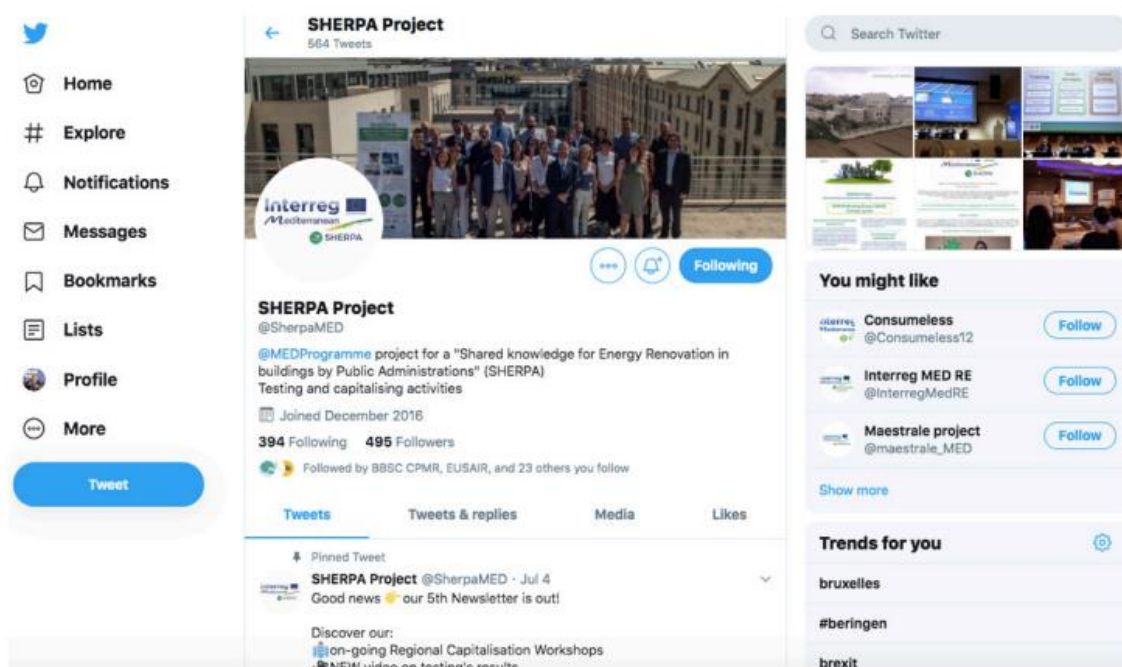 Home
Explore
Notifications
Messages
Bookmarks
Lists
Profile
More
Tweet
SHERPA Project
564 Tweets
Interreg
Mediterranean
SHERPA
Following
SHERPA Project
@SherpaMED
@MEDProgramme project for a "Shared knowledge for Energy Renovation in
buildings by Public Administrations" (SHERPA)
Testing and capitalising activities
Joined December 2016
394 Following 495 Followers
Followed by BBSC CPMR, EUSAIR, and 23 others you follow
Tweets Tweets & replies Media Likes
Pinned Tweet
SHERPA Project @SherpaMED · Jul 4
Good news 👉 our 5th Newsletter is out!
Discover our:
on-going Regional Capitalisation Workshops
NEW video on testing's results
Search Twitter
You might like
Consumeless
@Consumeless12
Follow
Interreg MED RE
@InterregMedRE
Follow
Maestrale project
@maestrale_MED
Follow
Show more
Trends for you
bruxelles
#beringen
brexit